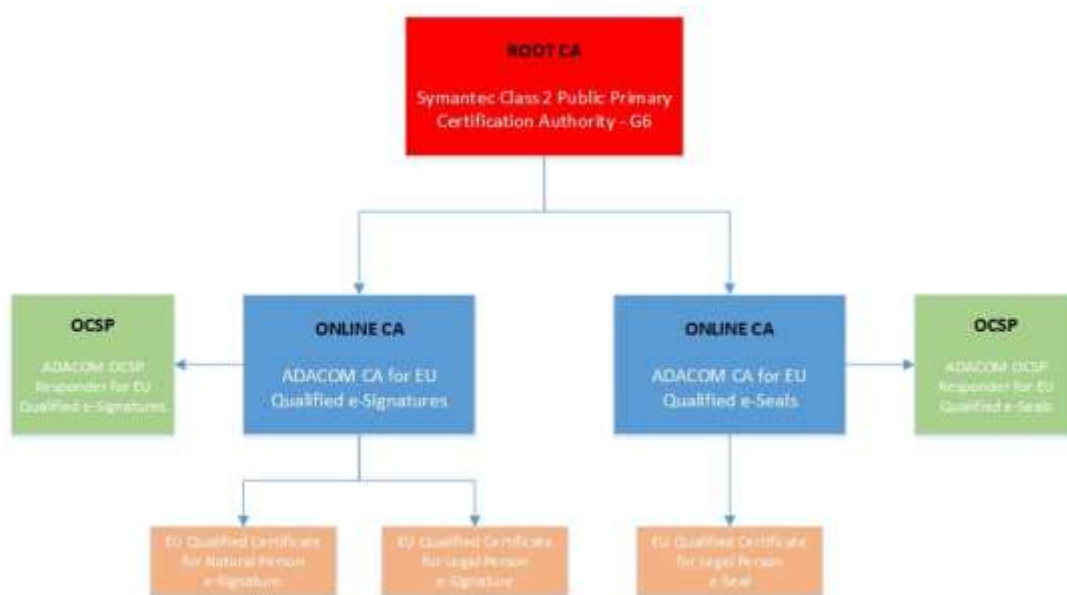 ROOT CA
Symantec Class 2 Public Primary
Certification Authority - G6
OCSP
ADACOM OCSP
Responder for EU
Qualified e-Signatures
ONLINE CA
ADACOM CA for EU
Qualified e-Signatures
ONLINE CA
ADACOM CA for EU
Qualified e-Seals
OCSP
ADACOM OCSP
Responder for EU
Qualified e-Seals
EU Qualified Certificate
for Natural Person
e-Signature
EU Qualified Certificate
for Legal Person
e-Signature
EU Qualified Certificate
for Legal Person
e-Seal